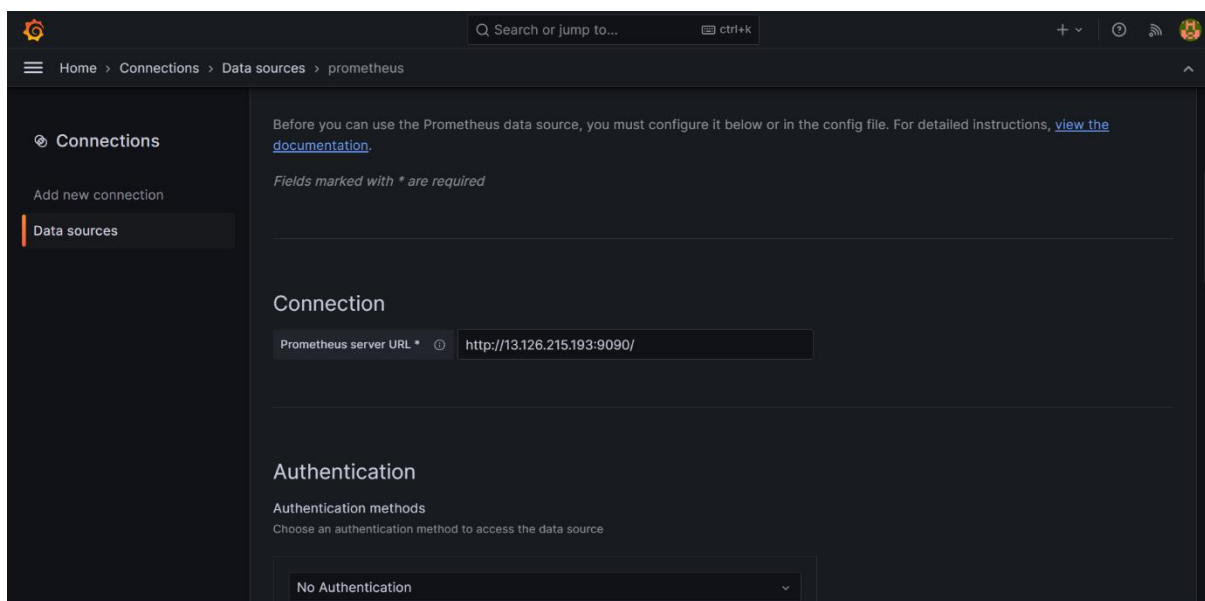 Search or jump to... ctrl+k
Home › Connections › Data sources › prometheus
Connections
Add new connection
Data sources
Before you can use the Prometheus data source, you must configure it below or in the config file. For detailed instructions, view the
documentation.
Fields marked with * are required
Connection
Prometheus server URL * http://13.126.215.193:9090/
Authentication
Authentication methods
Choose an authentication method to access the data source
No Authentication